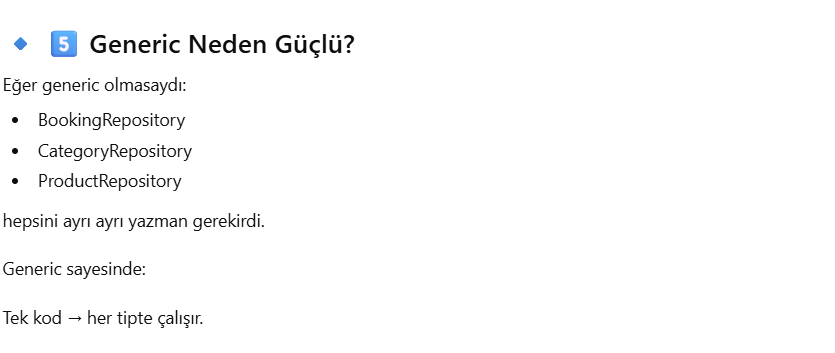 🔹 5️⃣ Generic Neden Güçlü?
Eğer generic olmasaydı:
• BookingRepository
• CategoryRepository
• ProductRepository
hepsini ayrı ayrı yazman gerekirdi.
Generic sayesinde:
Tek kod → her tipte çalışır.